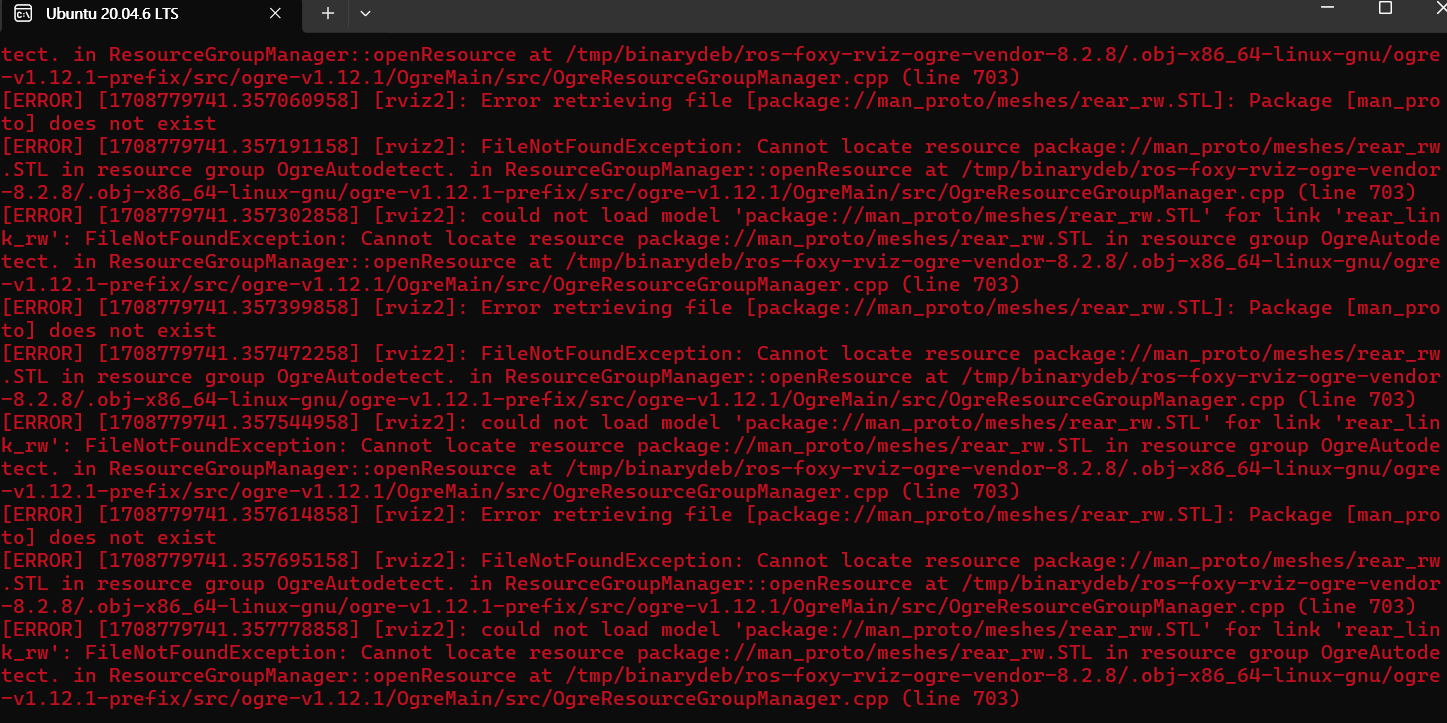 Ubuntu 20.04.6 LTS
tect. in ResourceGroupManager::openResource at /tmp/binarydeb/ros-foxy-rviz-ogre-vendor-8.2.8/.obj-x86_64-linux-gnu/ogre
-v1.12.1-prefix/src/ogre-v1.12.1/OgreMain/src/OgreResourceGroupManager.cpp (line 703)
[ERROR] [1708779741.357060958] [rviz2]: Error retrieving file [package://man_proto/meshes/rear_rw.STL]: Package [man_pro
to] does not exist
[ERROR] [1708779741.357191158] [rviz2]: FileNotFoundException: Cannot locate resource package://man_proto/meshes/rear_rw
.STL in resource group OgreAutodetect. in ResourceGroupManager::openResource at /tmp/binarydeb/ros-foxy-rviz-ogre-vendor
-8.2.8/.obj-x86_64-linux-gnu/ogre-v1.12.1-prefix/src/ogre-v1.12.1/OgreMain/src/OgreResourceGroupManager.cpp (line 703)
[ERROR] [1708779741.357302858] [rviz2]: could not load model 'package://man_proto/meshes/rear_rw.STL' for link 'rear_lin
k_rw': FileNotFoundException: Cannot locate resource package://man_proto/meshes/rear_rw.STL in resource group OgreAutode
tect. in ResourceGroupManager::openResource at /tmp/binarydeb/ros-foxy-rviz-ogre-vendor-8.2.8/.obj-x86_64-linux-gnu/ogre
-v1.12.1-prefix/src/ogre-v1.12.1/OgreMain/src/OgreResourceGroupManager.cpp (line 703)
[ERROR] [1708779741.357399858] [rviz2]: Error retrieving file [package://man_proto/meshes/rear_rw.STL]: Package [man_pro
to] does not exist
[ERROR] [1708779741.357472258] [rviz2]: FileNotFoundException: Cannot locate resource package://man_proto/meshes/rear_rw
.STL in resource group OgreAutodetect. in ResourceGroupManager::openResource at /tmp/binarydeb/ros-foxy-rviz-ogre-vendor
-8.2.8/.obj-x86_64-linux-gnu/ogre-v1.12.1-prefix/src/ogre-v1.12.1/OgreMain/src/OgreResourceGroupManager.cpp (line 703)
[ERROR] [1708779741.357544958] [rviz2]: could not load model 'package://man_proto/meshes/rear_rw.STL' for link 'rear_lin
k_rw': FileNotFoundException: Cannot locate resource package://man_proto/meshes/rear_rw.STL in resource group OgreAutode
tect. in ResourceGroupManager::openResource at /tmp/binarydeb/ros-foxy-rviz-ogre-vendor-8.2.8/.obj-x86_64-linux-gnu/ogre
-v1.12.1-prefix/src/ogre-v1.12.1/OgreMain/src/OgreResourceGroupManager.cpp (line 703)
[ERROR] [1708779741.357614858] [rviz2]: Error retrieving file [package://man_proto/meshes/rear_rw.STL]: Package [man_pro
to] does not exist
[ERROR] [1708779741.357695158] [rviz2]: FileNotFoundException: Cannot locate resource package://man_proto/meshes/rear_rw
.STL in resource group OgreAutodetect. in ResourceGroupManager::openResource at /tmp/binarydeb/ros-foxy-rviz-ogre-vendor
-8.2.8/.obj-x86_64-linux-gnu/ogre-v1.12.1-prefix/src/ogre-v1.12.1/OgreMain/src/OgreResourceGroupManager.cpp (line 703)
[ERROR] [1708779741.357778858] [rviz2]: could not load model 'package://man_proto/meshes/rear_rw.STL' for link 'rear_lin
k_rw': FileNotFoundException: Cannot locate resource package://man_proto/meshes/rear_rw.STL in resource group OgreAutode
tect. in ResourceGroupManager::openResource at /tmp/binarydeb/ros-foxy-rviz-ogre-vendor-8.2.8/.obj-x86_64-linux-gnu/ogre
-v1.12.1-prefix/src/ogre-v1.12.1/OgreMain/src/OgreResourceGroupManager.cpp (line 703)